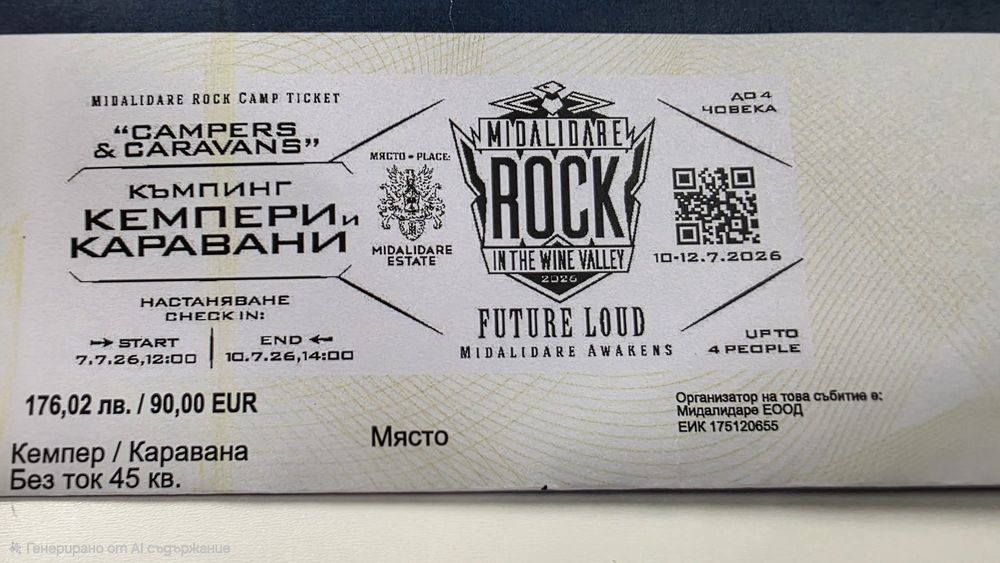 MIDALIDARE ROCK CAMP TICKET
"CAMPERS
& CARAVANS"
КЪМПИНГ
КЕМПЕРИ и
КАРАВАНИ
НАСТАНЯВАНЕ
CHECK IN:
START
7.7.26,12:00
END
10.7.26,14:00
МЯСТО - PLACE:
MIDALIDARE
ESTATE
MIDALIDARE
ROCK
IN THE WINE VALLEY
2026
FUTURE LOUD
MIDALIDARE AWAKENS
ДО 4
ЧОВЕКА
10-12.7.2026
UP TO
4 PEOPLE
176,02 лв. / 90,00 EUR
Кемпер / Каравана
Без ток 45 кв.
Място
Организатор на това събитие е:
Мидалидаре ЕООД
ЕИК 175120655
Генерирано от AI съдържание